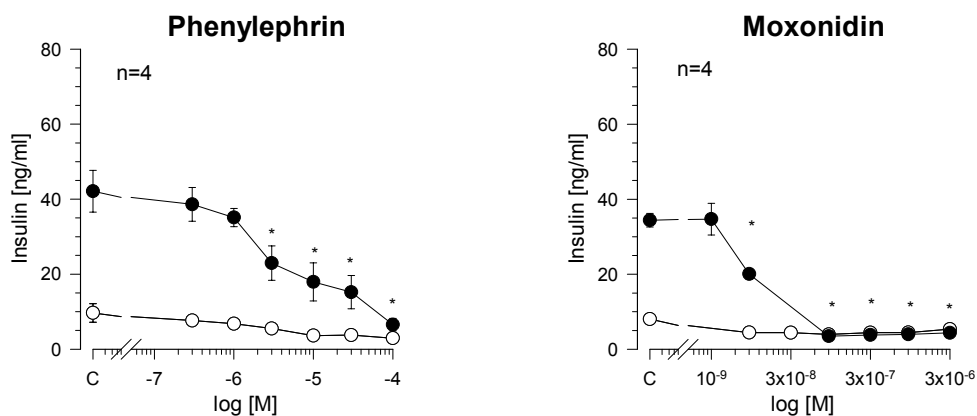 Phenylephrin
80
60
40
20
0
Insulin [ng/ml]
n=4
*
*
*
*
C
-7
-6
-5
-4
log [M]
Moxonidin
80
60
40
20
0
Insulin [ng/ml]
n=4
*
*
*
*
*
C
10⁻⁹
3x10⁻⁸
3x10⁻⁷
3x10⁻⁶
log [M]